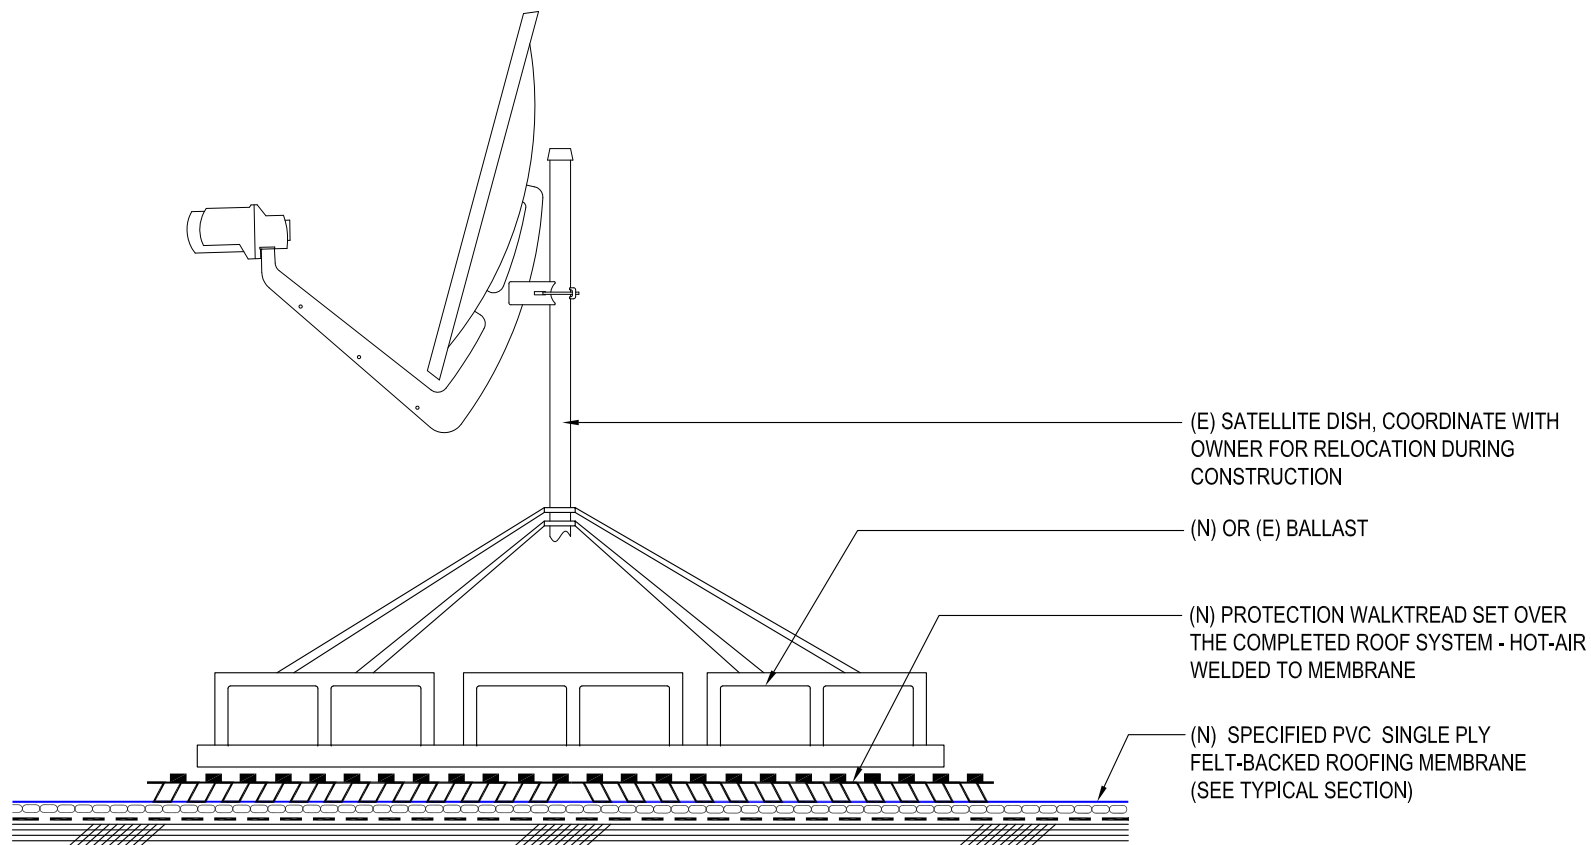 (E) SATELLITE DISH, COORDINATE WITH
OWNER FOR RELOCATION DURING
CONSTRUCTION
(N) OR (E) BALLAST
(N) PROTECTION WALKTREAD SET OVER
THE COMPLETED ROOF SYSTEM - HOT-AIR
WELDED TO MEMBRANE
(N) SPECIFIED PVC SINGLE PLY
FELT-BACKED ROOFING MEMBRANE
(SEE TYPICAL SECTION)